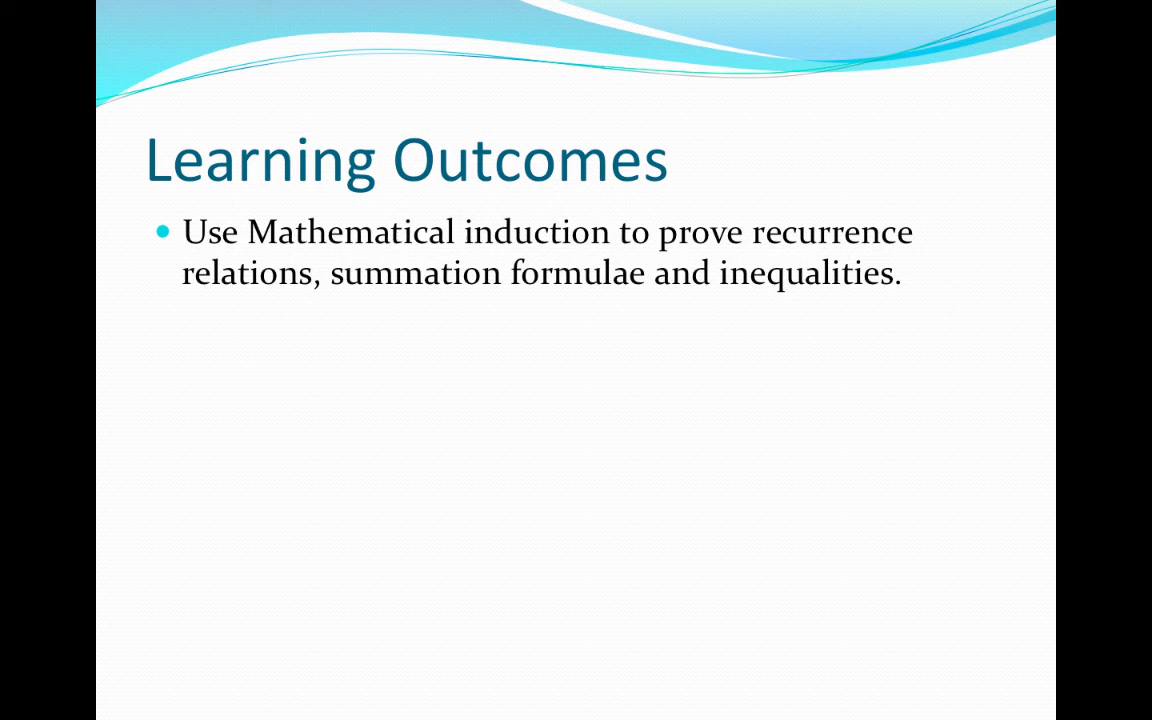 Learning Outcomes
• Use Mathematical induction to prove recurrence
relations, summation formulae and inequalities.